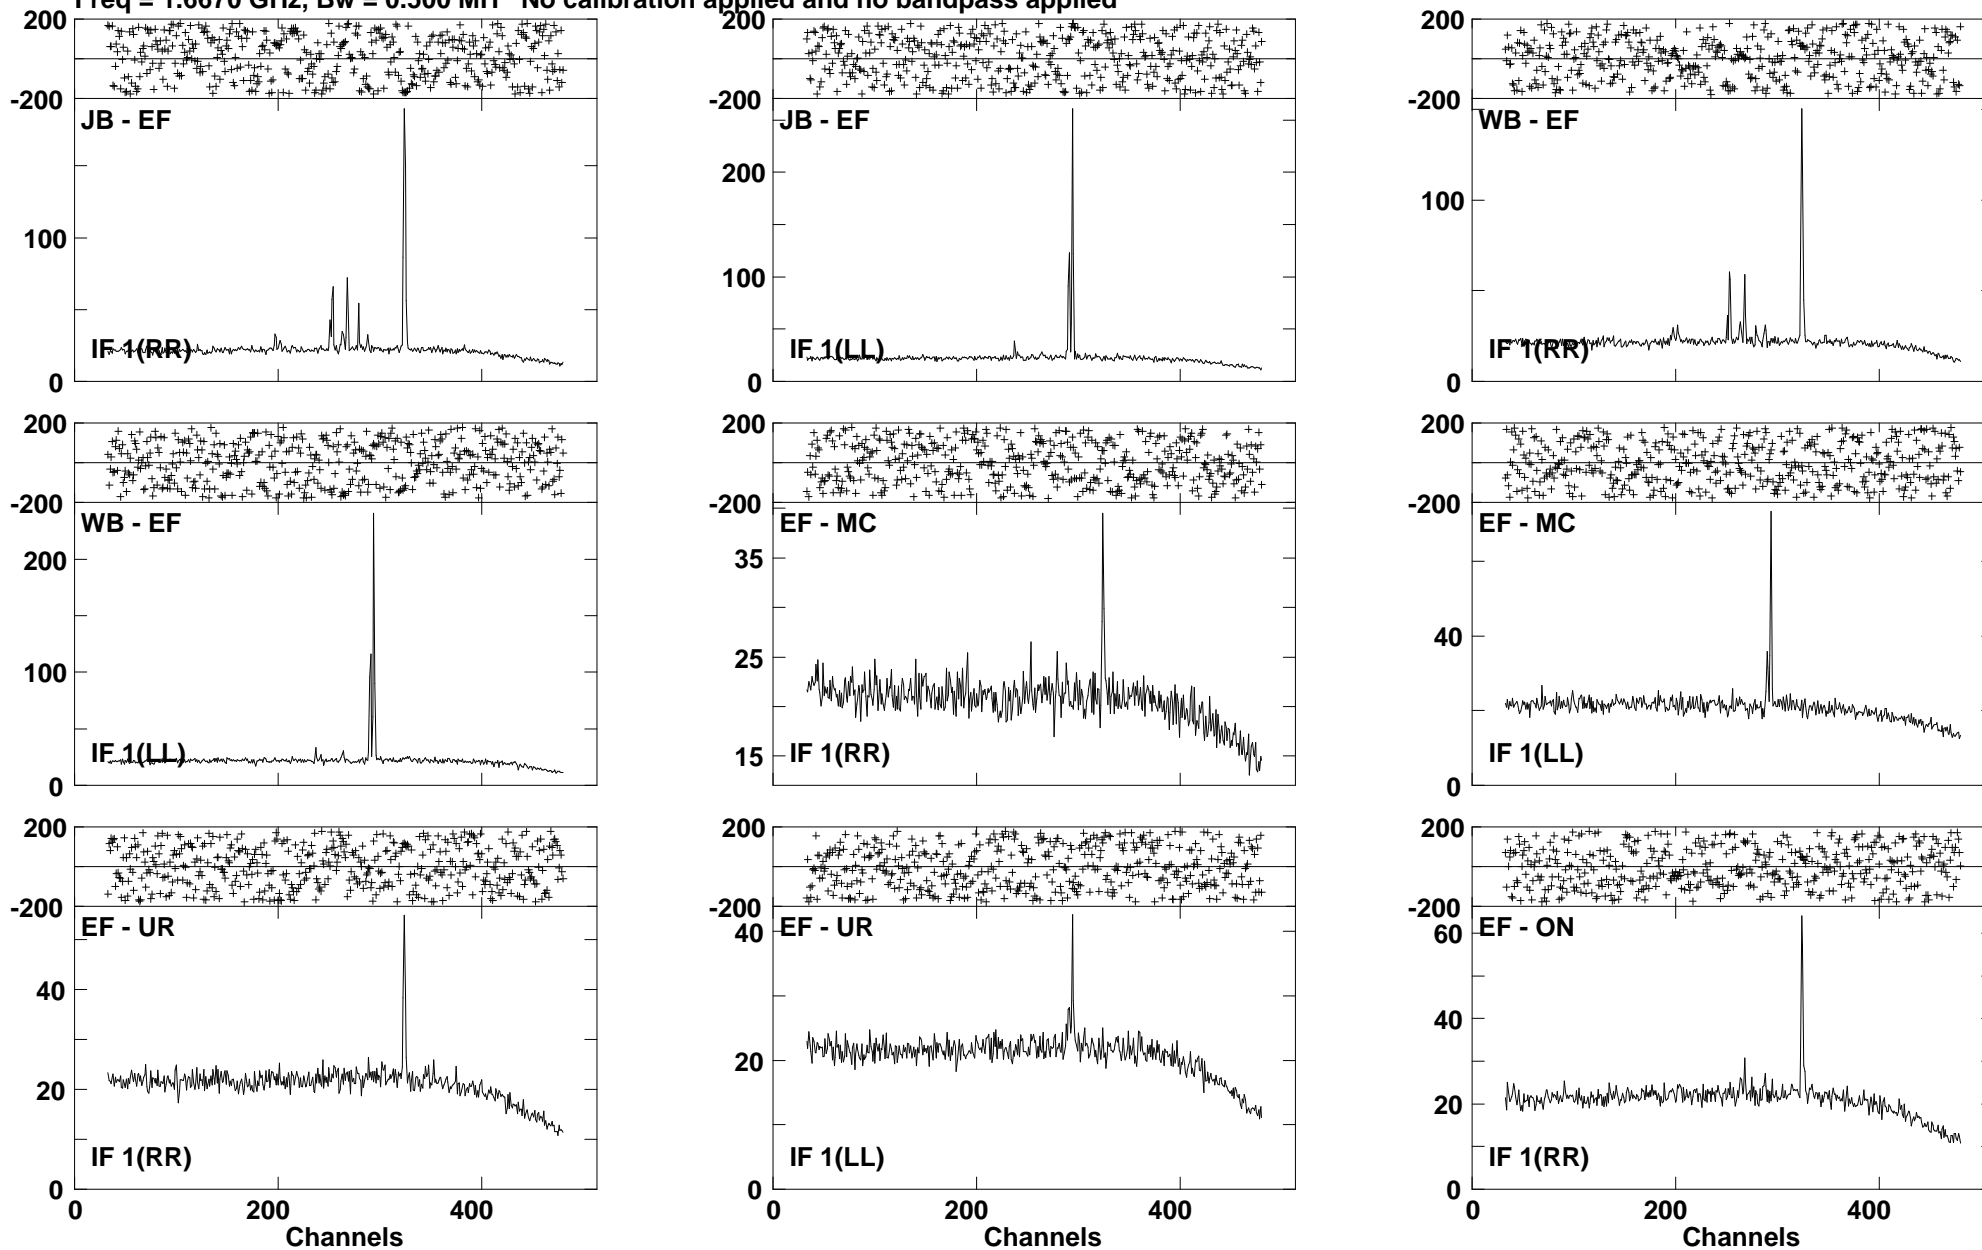 Freq = 1.6670 GHz, Bw = 0.500 MH No calibration applied and no bandpass applied
200 200 200
-200 -200 -200
JB - EF JB - EF WB - EF
200
100
100
100
IF 1(RR) IF 1(LL) IF 1(RR)
0 0 0
200 200 200
-200 -200 -200
WB - EF EF - MC EF - MC
200 35
40
100 25
IF 1(LL) 15 IF 1(RR) IF 1(LL)
0 0
200 200 200
-200 -200 -200
EF - UR 40 EF - UR 60 EF - ON
40
40
20 20 20
IF 1(RR) IF 1(LL) IF 1(RR)
0 0 0
0 200 400 0 200 400 0 200 400
Channels Channels Channels